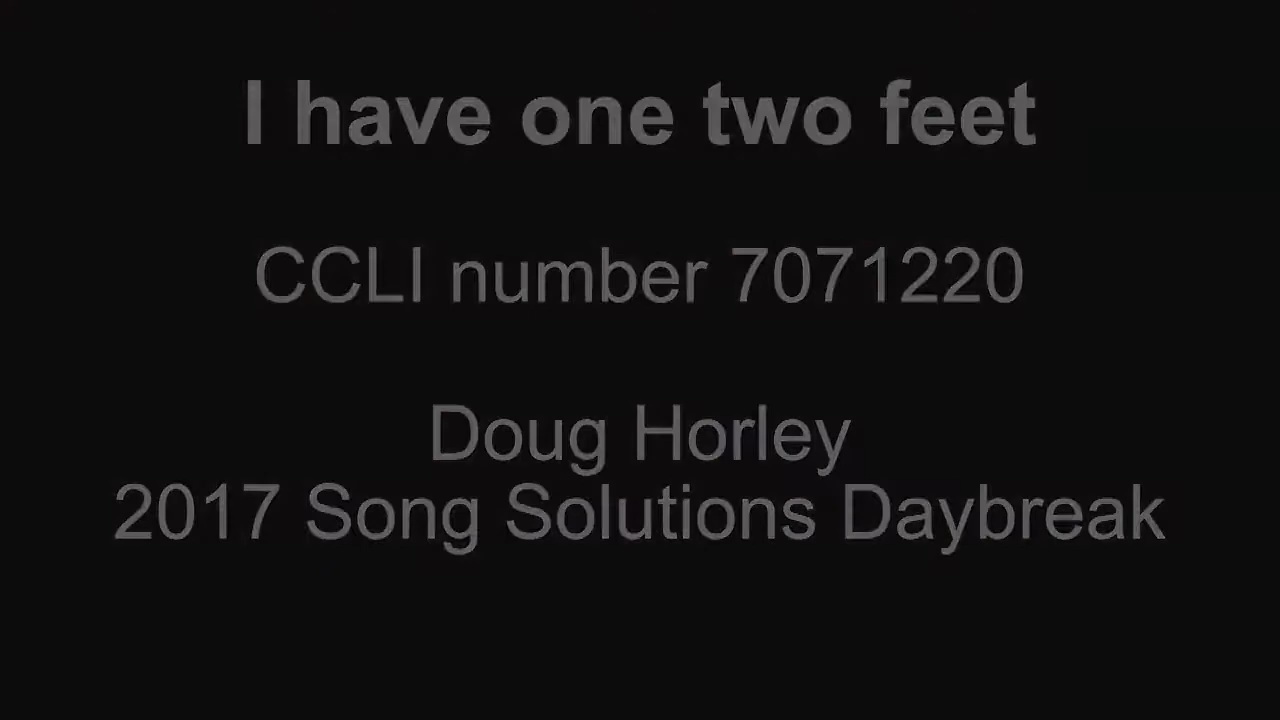 I have one two feet
CCLI number 7071220
Doug Horley
2017 Song Solutions Daybreak